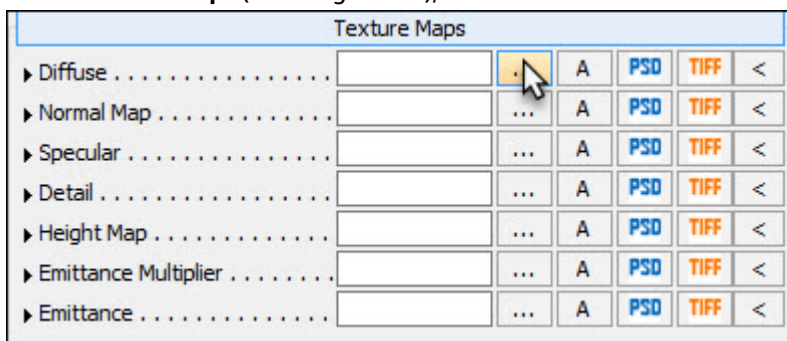 Texture Maps
Diffuse . . . . . . . . . . . . . . . . . ... A PSD TIFF <
Normal Map . . . . . . . . . . . . . ... A PSD TIFF <
Specular . . . . . . . . . . . . . . . . ... A PSD TIFF <
Detail . . . . . . . . . . . . . . . . . . ... A PSD TIFF <
Height Map . . . . . . . . . . . . . ... A PSD TIFF <
Emittance Multiplier . . . . . . . . ... A PSD TIFF <
Emittance . . . . . . . . . . . . . . . ... A PSD TIFF <